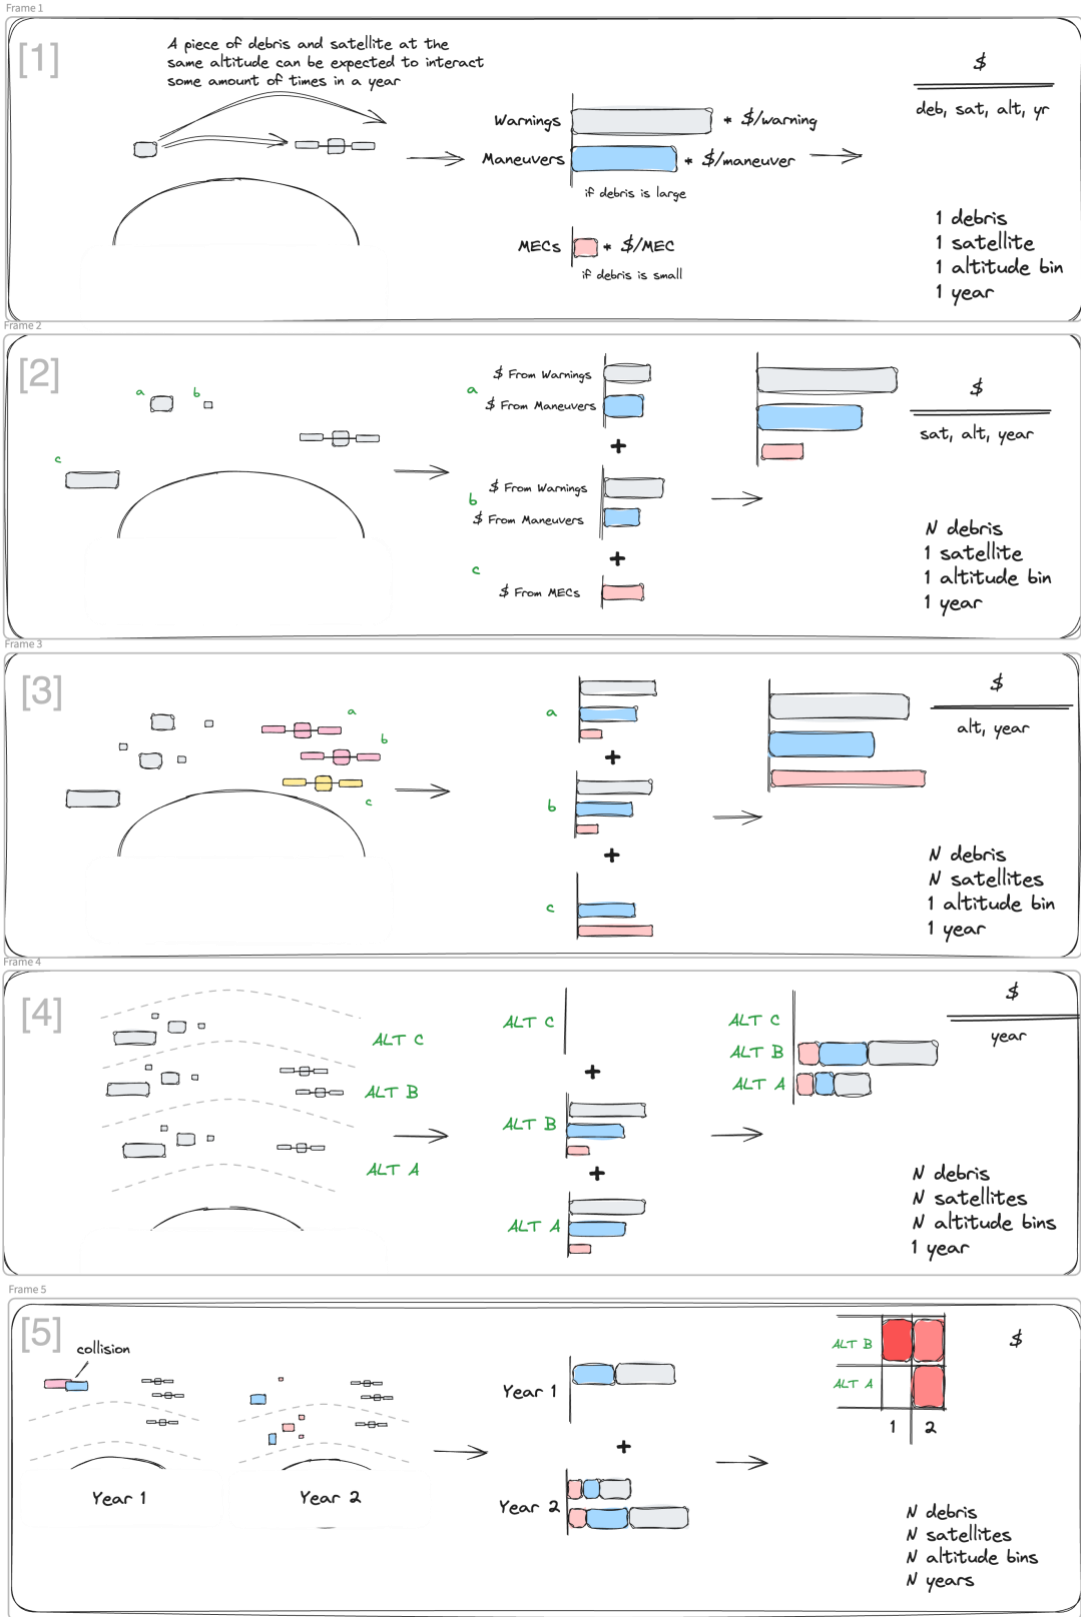 Frame 1
[1]
A piece of debris and satellite at the
same altitude can be expected to interact
some amount of times in a year
Warnings * $/warning
Maneuvers * $/maneuver
if debris is large
MECs * $/MEC
if debris is small
$
deb, sat, alt, yr
1 debris
1 satellite
1 altitude bin
1 year
Frame 2
[2]
a
b
c
a
$ From Warnings
$ From Maneuvers
+
b
$ From Warnings
$ From Maneuvers
+
c
$ From MECs
$
sat, alt, year
N debris
1 satellite
1 altitude bin
1 year
Frame 3
[3]
a
b
c
a
+
b
+
c
$
alt, year
N debris
N satellites
1 altitude bin
1 year
Frame 4
[4]
ALT C
ALT B
ALT A
ALT C
+
ALT B
+
ALT A
ALT C
ALT B
ALT A
$
year
N debris
N satellites
N altitude bins
1 year
Frame 5
[5]
collision
Year 1
Year 2
Year 1
+
Year 2
ALT B
ALT A
1 2
$
N debris
N satellites
N altitude bins
N years